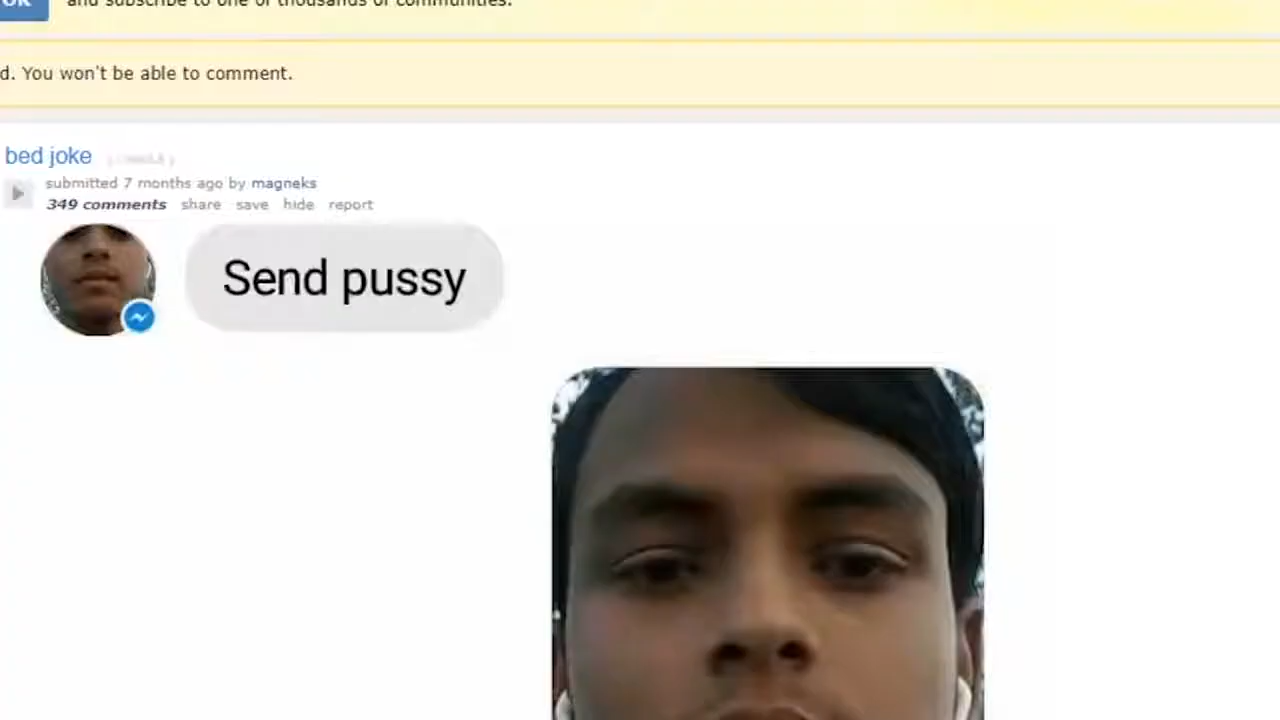 OK and subscribe to one of thousands of communities.
d. You won't be able to comment.
bed joke
submitted 7 months ago by magneks
349 comments share save hide report
Send pussy